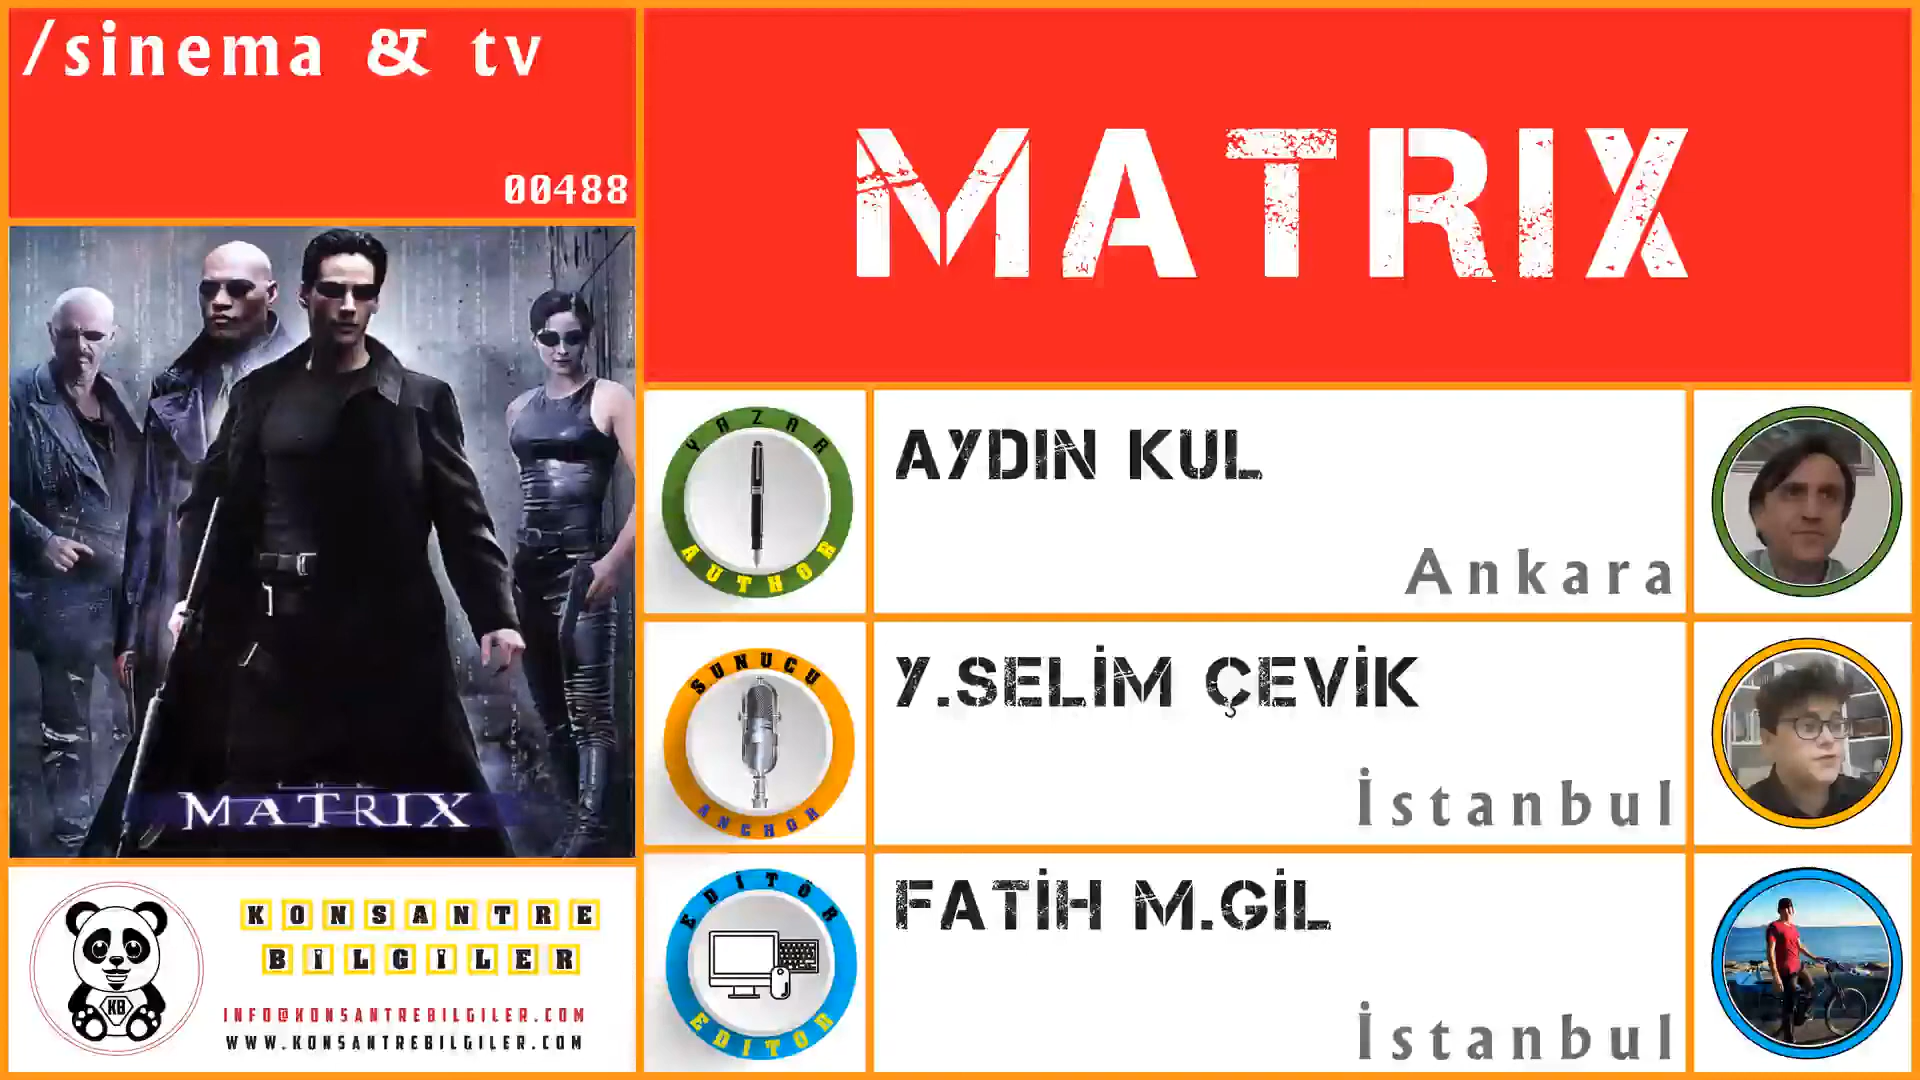 /sinema & tv
00488
MATRIX
THE
MATRIX
YAZAR
AUTHOR
AYDIN KUL
Ankara
SUNUCU
ANCHOR
Y.SELİM ÇEVİK
İstanbul
EDİTÖR
EDITOR
FATİH M.GİL
İstanbul
KB
KONSANTRE
BİLGİLER
INFO@KONSANTREBILGILER.COM
WWW.KONSANTREBILGILER.COM